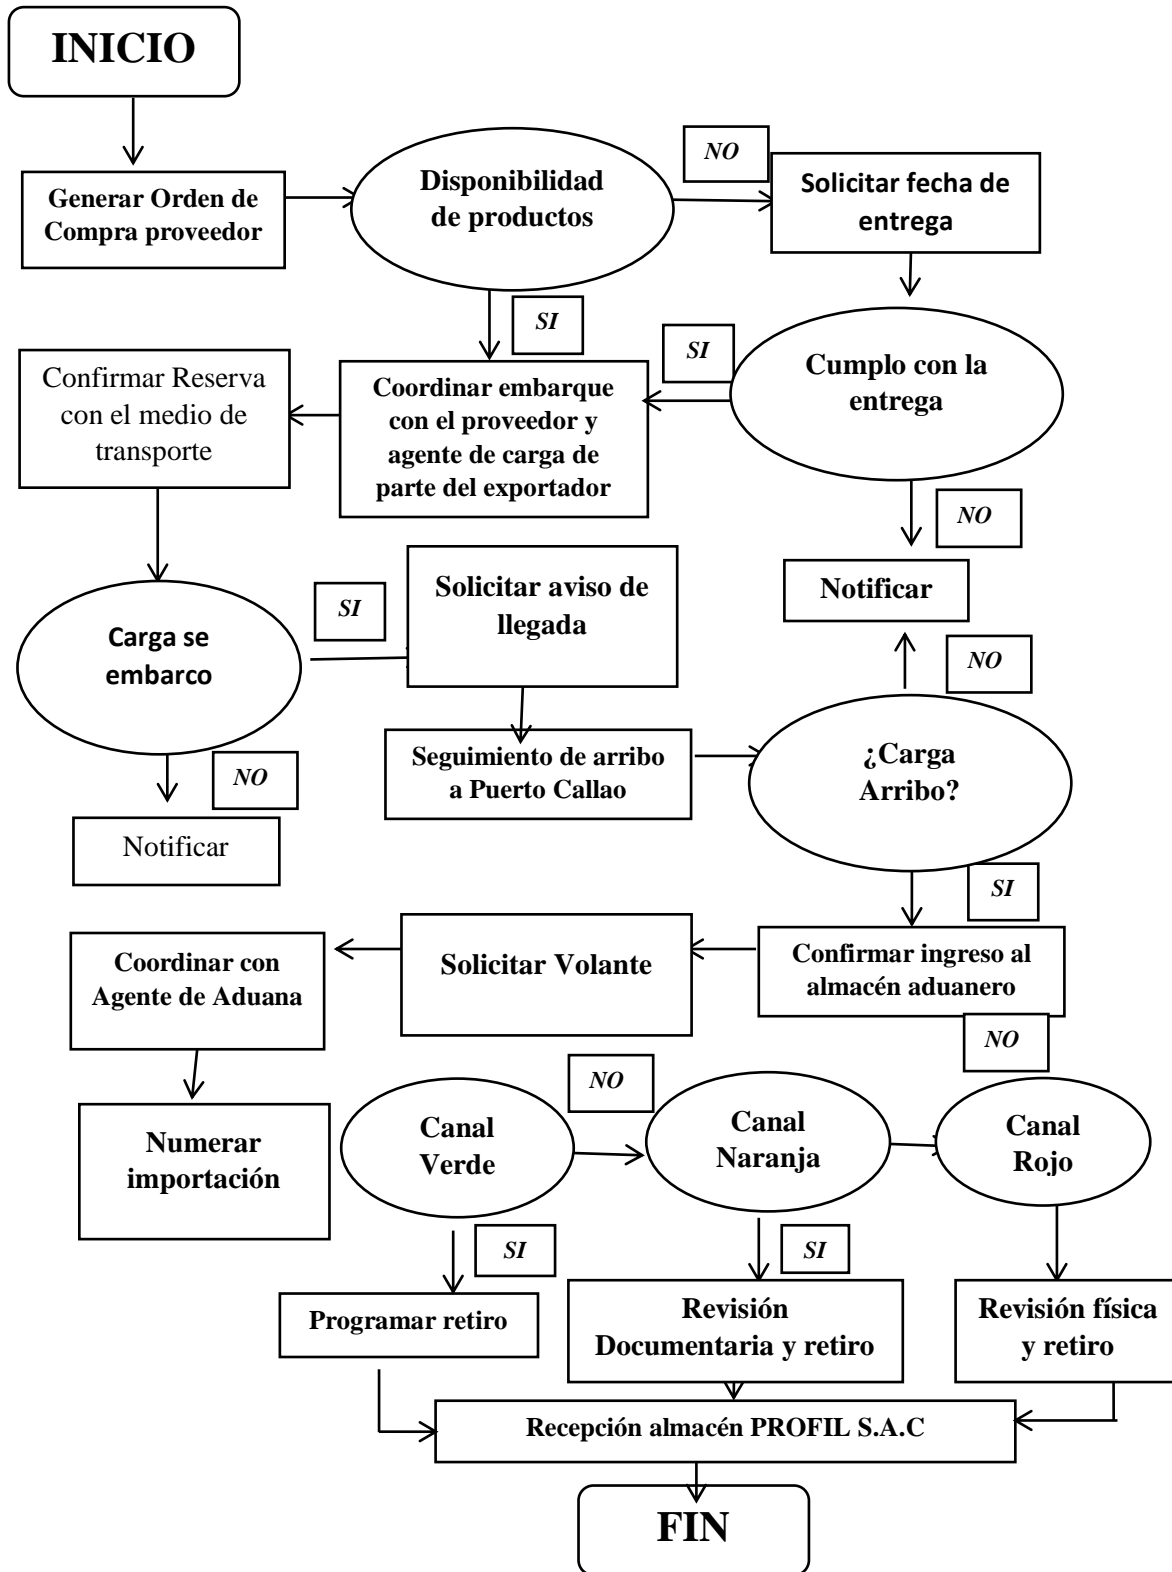 INICIO
Generar Orden de
Compra proveedor
Disponibilidad
de productos
NO
Solicitar fecha de
entrega
SI
SI
Cumplo con la
entrega
Confirmar Reserva
con el medio de
transporte
Coordinar embarque
con el proveedor y
agente de carga de
parte del exportador
NO
Notificar
Carga se
embarco
SI
Solicitar aviso de
llegada
NO
NO
Notificar
Seguimiento de arribo
a Puerto Callao
¿Carga
Arribo?
SI
Coordinar con
Agente de Aduana
Solicitar Volante
Confirmar ingreso al
almacén aduanero
Numerar
importación
Canal
Verde
NO
Canal
Naranja
NO
Canal
Rojo
SI
SI
Programar retiro
Revisión
Documentaria y retiro
Revisión física
y retiro
Recepción almacén PROFIL S.A.C
FIN